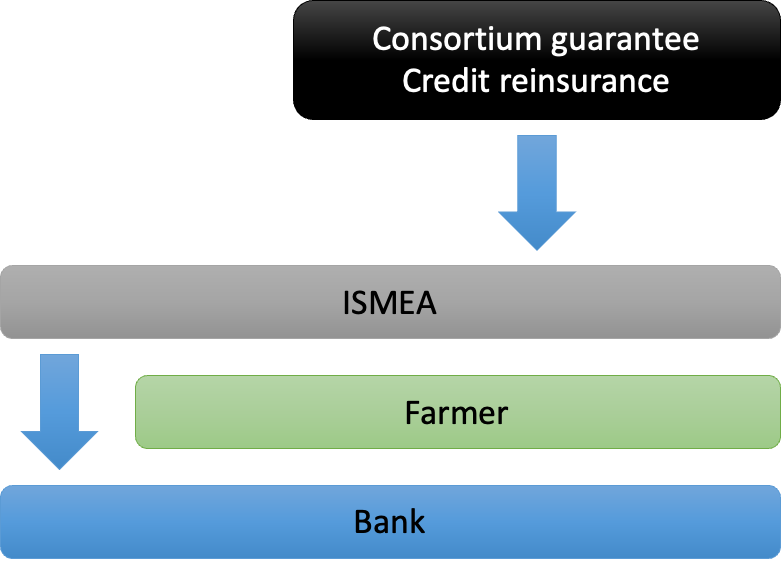 Consortium guarantee
Credit reinsurance
ISMEA
Farmer
Bank